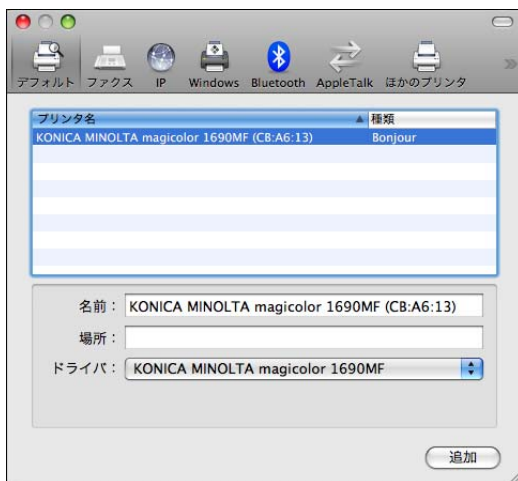 デフォルト ファクス IP Windows Bluetooth AppleTalk ほかのプリンタ
プリンタ名 種類
KONICA MINOLTA magicolor 1690MF (CB:A6:13) Bonjour
名前： KONICA MINOLTA magicolor 1690MF (CB:A6:13)
場所：
ドライバ： KONICA MINOLTA magicolor 1690MF
追加